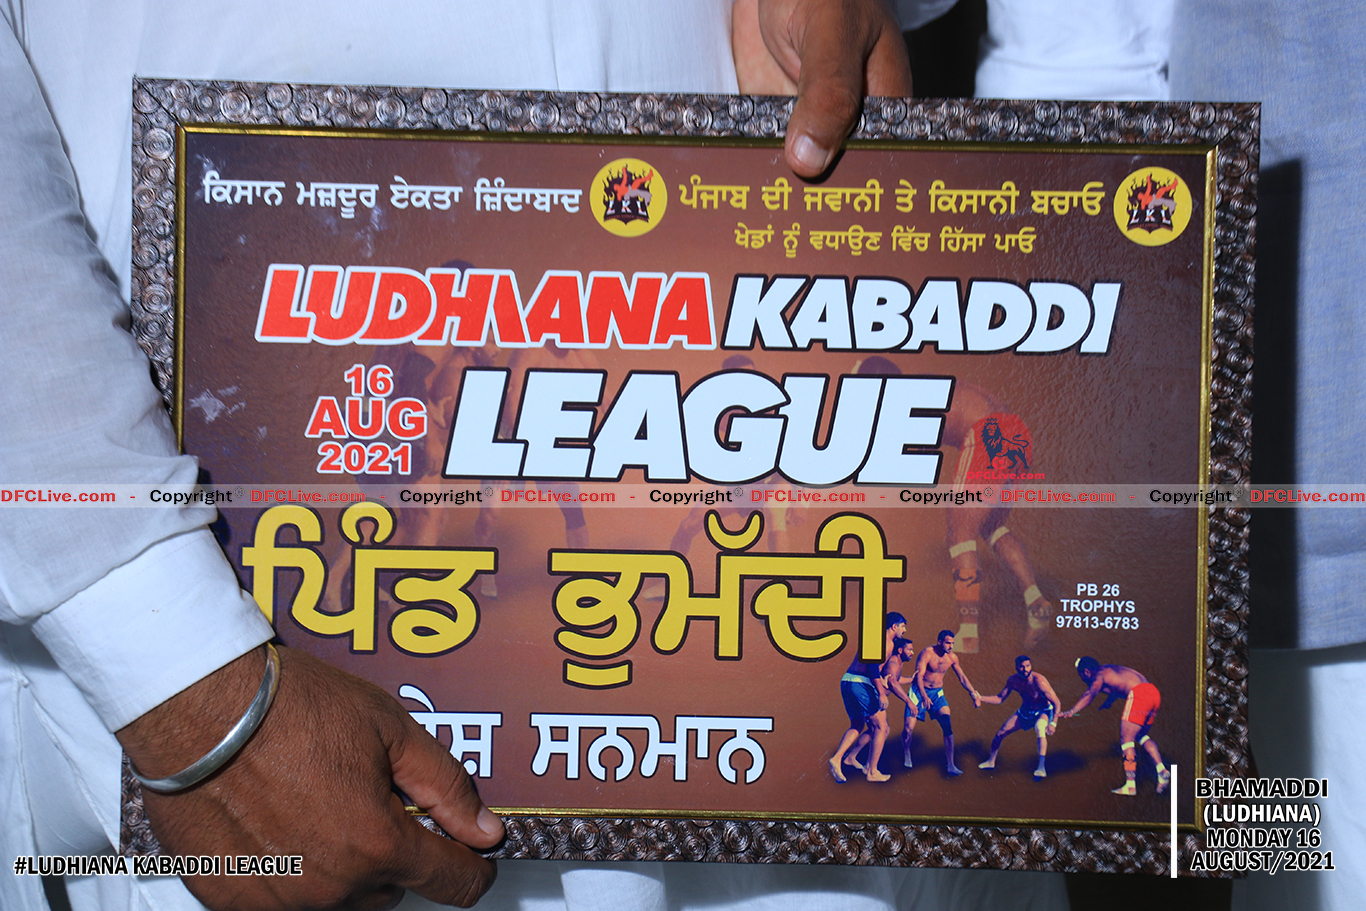 ਕਿਸਾਨ ਮਜ਼ਦੂਰ ਏਕਤਾ ਜ਼ਿੰਦਾਬਾਦ
LKL
ਪੰਜਾਬ ਦੀ ਜਵਾਨੀ ਤੇ ਕਿਸਾਨੀ ਬਚਾਓ
LKL
ਖੇਡਾਂ ਨੂੰ ਵਧਾਉਣ ਵਿੱਚ ਹਿੱਸਾ ਪਾਓ
LUDHIANA KABADDI
16
AUG
2021
LEAGUE
DFCLive.com
DFCLive.com - Copyright© DFCLive.com - Copyright© DFCLive.com - Copyright© DFCLive.com - Copyright© DFCLive.com - Copyright© DFCLive.com
ਪਿੰਡ ਭੂਮੱਦੀ
PB 26
TROPHYS
97813-6783
ਸ਼ ਸਨਮਾਨ
BHAMADDI
(LUDHIANA)
MONDAY 16
AUGUST/2021
#LUDHIANA KABADDI LEAGUE